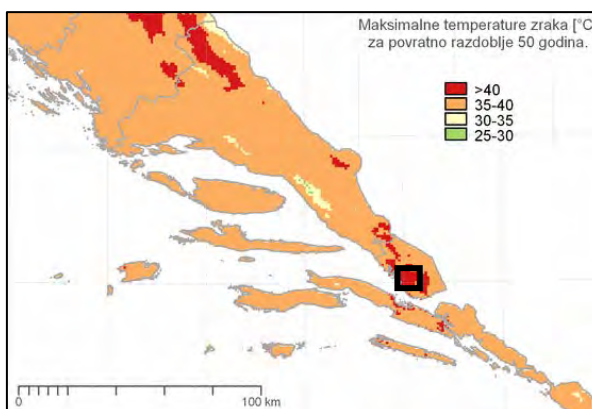 Maksimalne temperature zraka [°C
za povratno razdoblje 50 godina.
>40
35-40
30-35
25-30
0
100 km